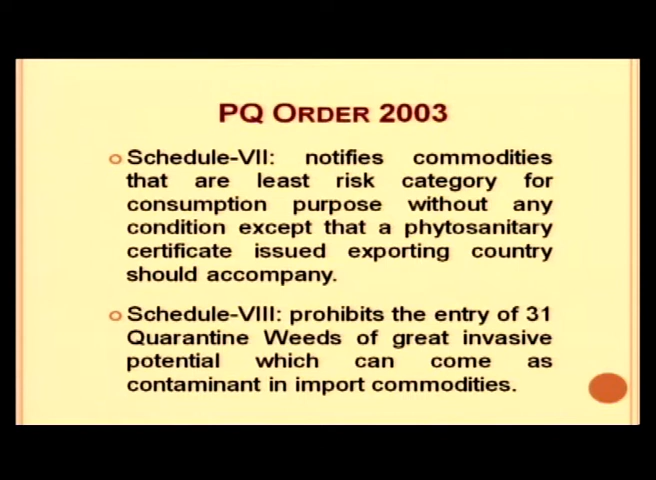 PQ ORDER 2003
Schedule-VII: notifies commodities
that are least risk category for
consumption purpose without any
condition except that a phytosanitary
certificate issued exporting country
should accompany.
Schedule-VIII: prohibits the entry of 31
Quarantine Weeds of great invasive
potential which can come as
contaminant in import commodities.